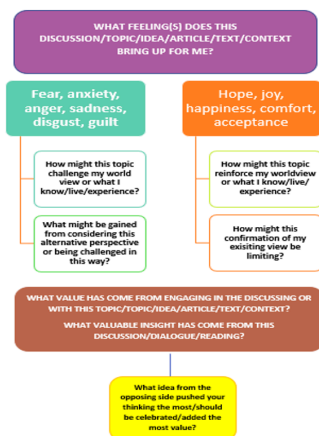 WHAT FEELING(S) DOES THIS
DISCUSSION/TOPIC/IDEA/ARTICLE/TEXT/CONTEXT
BRING UP FOR ME?
Fear, anxiety,
anger, sadness,
disgust, guilt
Hope, joy,
happiness, comfort,
acceptance
How might this topic
challenge my world
view or what I
know/live/experience?
How might this topic
reinforce my worldview
or what I know/live/
experience?
What might be gained
from considering this
alternative perspective
or being challenged in
this way?
How might this
confirmation of my
exisiting view be
limiting?
WHAT VALUE HAS COME FROM ENGAGING IN THE DISCUSSING OR
WITH THIS TOPIC/TOPIC/IDEA/ARTICLE/TEXT/CONTEXT?
WHAT VALUABLE INSIGHT HAS COME FROM THIS
DISCUSSION/DIALOGUE/READING?
What idea from the
opposing side pushed your
thinking the most/should
be celebrated/added the
most value?